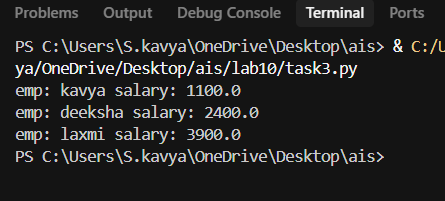 Problems Output Debug Console Terminal Ports
PS C:\Users\S.kavya\OneDrive\Desktop\ais> & C:/U
ya/OneDrive/Desktop/ais/lab10/task3.py
emp: kavya salary: 1100.0
emp: deeksha salary: 2400.0
emp: laxmi salary: 3900.0
PS C:\Users\S.kavya\OneDrive\Desktop\ais>